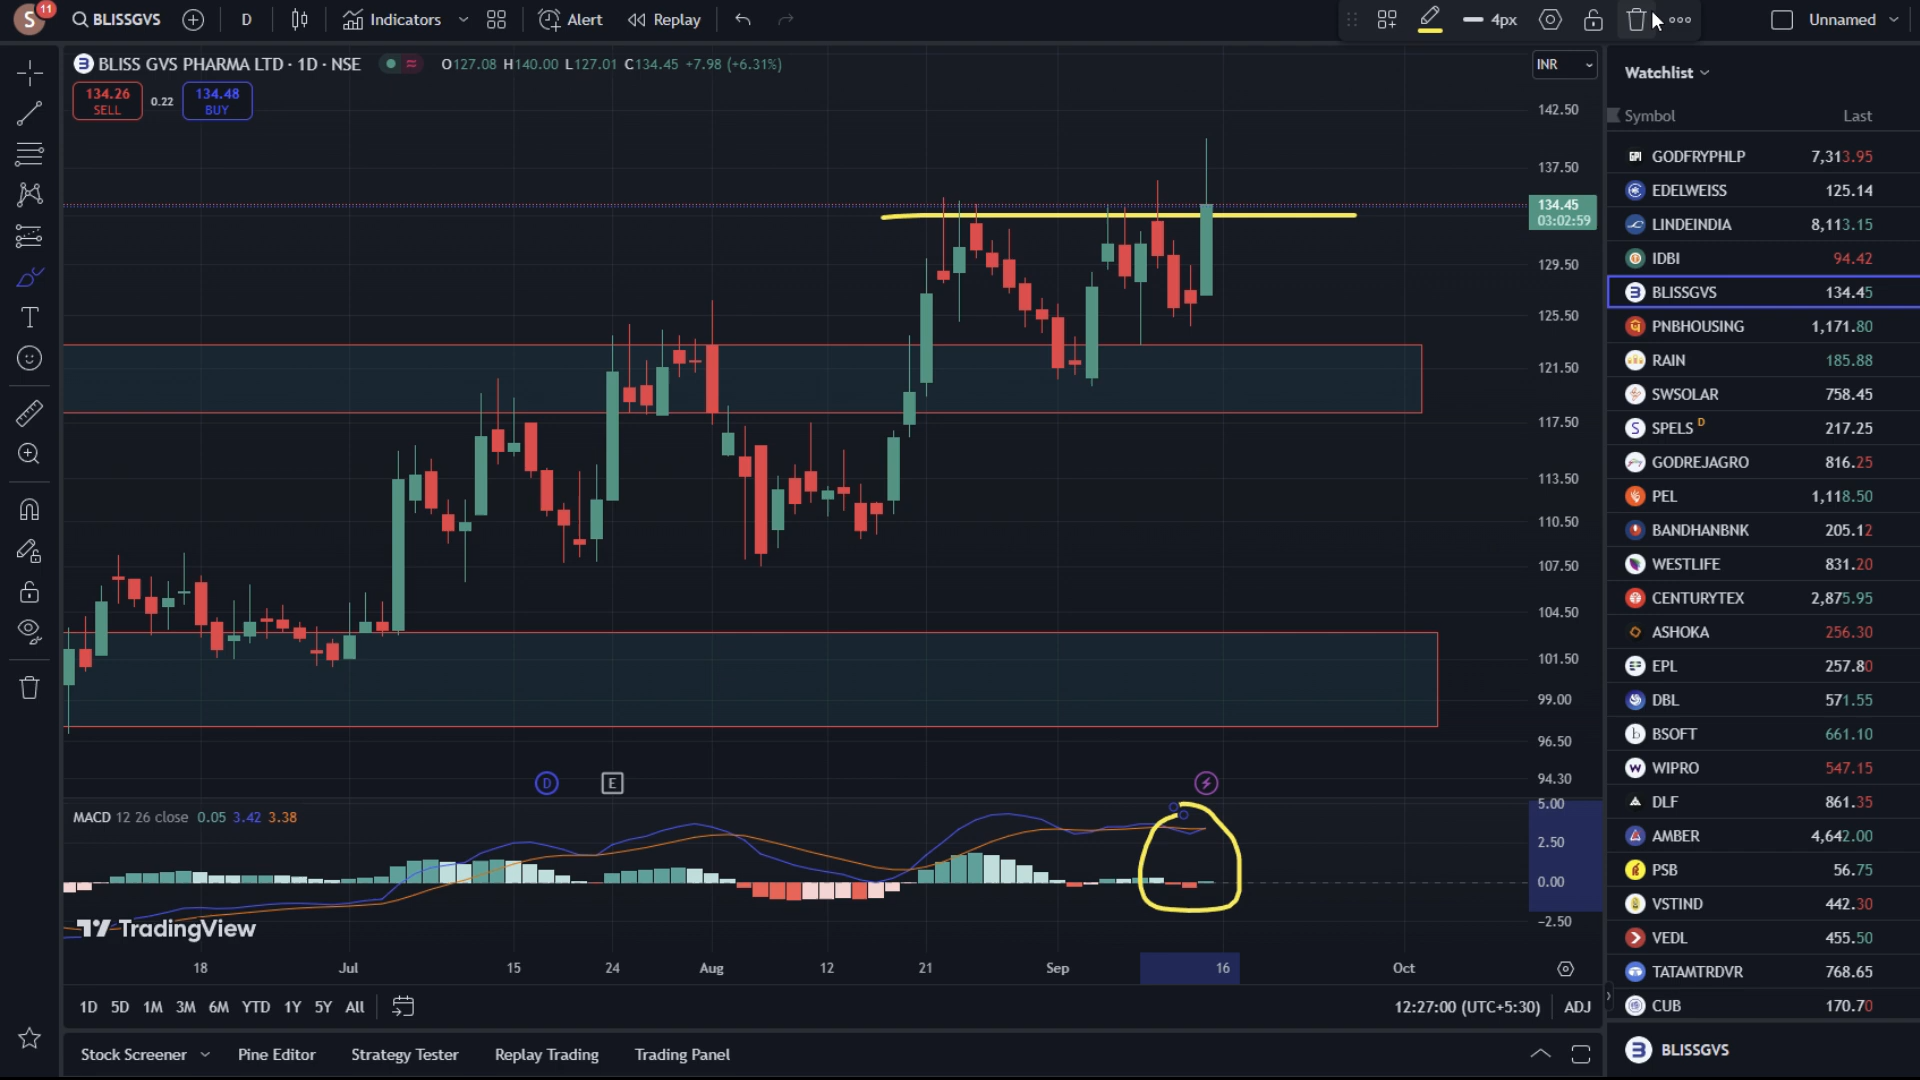 S 11 BLISSGVS D Indicators Alert Replay 4px Unnamed
BLISS GVS PHARMA LTD · 1D · NSE O127.08 H140.00 L127.01 C134.45 +7.98 (+6.31%)
INR
134.26 SELL
0.22
134.48 BUY
142.50
137.50
134.45
03:02:59
129.50
125.50
121.50
117.50
113.50
110.50
107.50
104.50
101.50
99.00
96.50
94.30
D E
MACD 12 26 close 0.05 3.42 3.38
5.00
2.50
0.00
−2.50
TradingView
18 Jul 15 24 Aug 12 21 Sep 16 Oct
1D 5D 1M 3M 6M YTD 1Y 5Y All
12:27:00 (UTC+5:30) ADJ
Stock Screener Pine Editor Strategy Tester Replay Trading Trading Panel
Watchlist
Symbol Last
GODFRYPHLP 7,313.95
EDELWEISS 125.14
LINDEINDIA 8,113.15
IDBI 94.42
BLISSGVS 134.45
PNBHOUSING 1,171.80
RAIN 185.88
SWSOLAR 758.45
SPELS D 217.25
GODREJAGRO 816.25
PEL 1,118.50
BANDHANBNK 205.12
WESTLIFE 831.20
CENTURYTEX 2,875.95
ASHOKA 256.30
EPL 257.80
DBL 571.55
BSOFT 661.10
WIPRO 547.15
DLF 861.35
AMBER 4,642.00
PSB 56.75
VSTIND 442.30
VEDL 455.50
TATAMTRDVR 768.65
CUB 170.70
BLISSGVS